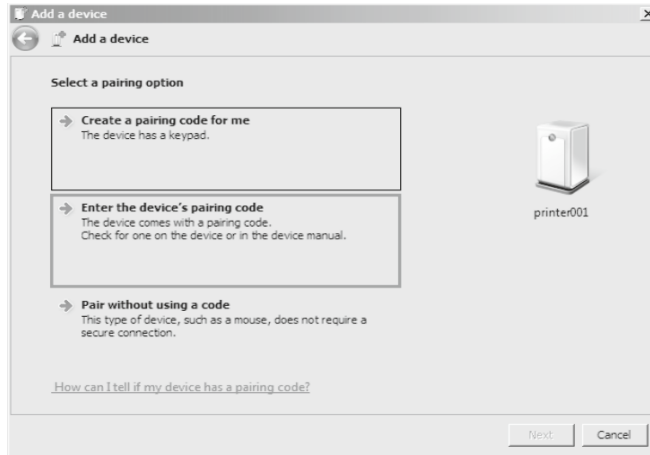 Add a device
Add a device
Select a pairing option
Create a pairing code for me
The device has a keypad.
Enter the device's pairing code
The device comes with a pairing code.
Check for one on the device or in the device manual.
printer001
Pair without using a code
This type of device, such as a mouse, does not require a
secure connection.
How can I tell if my device has a pairing code?
Next
Cancel